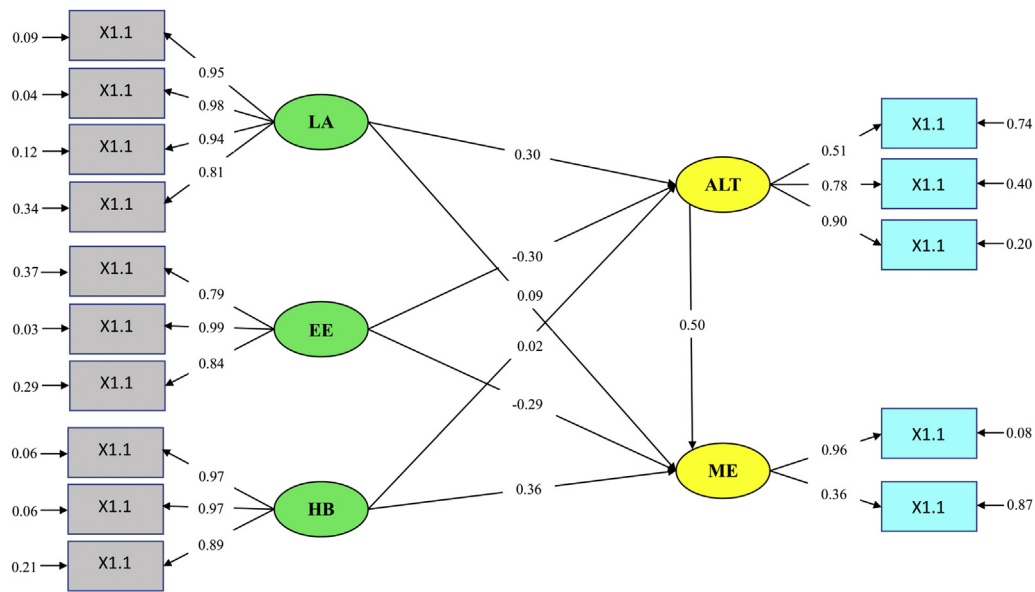 0.09
X1.1
0.95
0.04
X1.1
0.98
LA
0.12
X1.1
0.94
0.34
X1.1
0.81
0.37
X1.1
0.79
0.03
X1.1
0.99
EE
0.29
X1.1
0.84
0.06
X1.1
0.97
0.06
X1.1
0.97
HB
0.21
X1.1
0.89
0.30
-0.30
0.09
0.02
-0.29
0.36
0.50
ALT
0.51
X1.1
0.74
0.78
X1.1
0.40
0.90
X1.1
0.20
ME
0.96
X1.1
0.08
0.36
X1.1
0.87